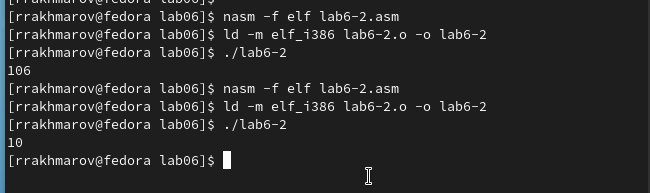 [rrakhmarov@fedora lab06]$ nasm -f elf lab6-2.asm
[rrakhmarov@fedora lab06]$ ld -m elf_i386 lab6-2.o -o lab6-2
[rrakhmarov@fedora lab06]$ ./lab6-2
106
[rrakhmarov@fedora lab06]$ nasm -f elf lab6-2.asm
[rrakhmarov@fedora lab06]$ ld -m elf_i386 lab6-2.o -o lab6-2
[rrakhmarov@fedora lab06]$ ./lab6-2
10
[rrakhmarov@fedora lab06]$